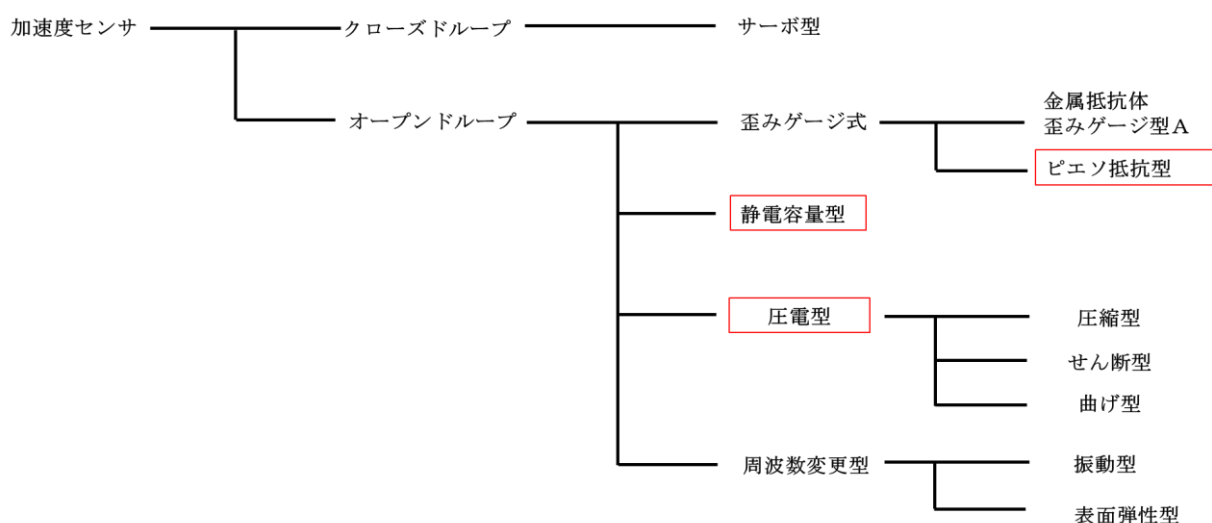 加速度センサ
クローズドループ
サーボ型
オープンドループ
歪みゲージ式
金属抵抗体
歪みゲージ型A
ピエソ抵抗型
静電容量型
圧電型
圧縮型
せん断型
曲げ型
周波数変更型
振動型
表面弾性型